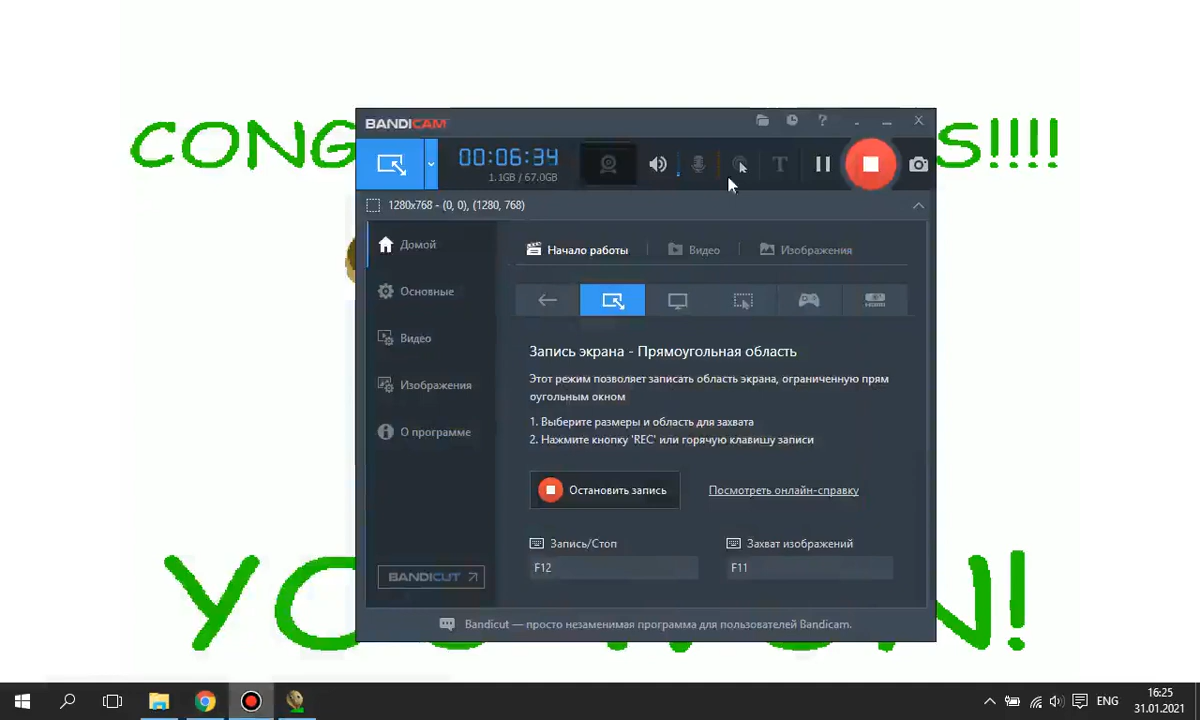 CONG
S!!!!
BANDICAM
00:06:34
1.1GB / 67.0GB
1280x768 - (0, 0), (1280, 768)
Домой
Основные
Видео
Изображения
О программе
BANDICUT
Начало работы
Видео
Изображения
HDMI
Запись экрана - Прямоугольная область
Этот режим позволяет записать область экрана, ограниченную прям
оугольным окном
1. Выберите размеры и область для захвата
2. Нажмите кнопку 'REC' или горячую клавишу записи
Остановить запись
Посмотреть онлайн-справку
Запись/Стоп
Захват изображений
F12
F11
Bandicut — просто незаменимая программа для пользователей Bandicam.
YO
N!
ENG
16:25
31.01.2021